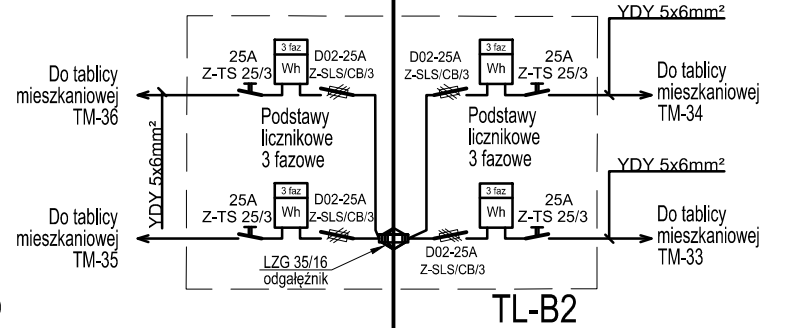 YDY 5x6mm²
25A
Z-TS 25/3
3 faz
Wh
D02-25A
Z-SLS/CB/3
Do tablicy
mieszkaniowej
TM-36
Podstawy
licznikowe
3 fazowe
YDY 5x6mm²
D02-25A
Z-SLS/CB/3
3 faz
Wh
25A
Z-TS 25/3
Do tablicy
mieszkaniowej
TM-34
Podstawy
licznikowe
3 fazowe
YDY 5x6mm²
25A
Z-TS 25/3
3 faz
Wh
D02-25A
Z-SLS/CB/3
Do tablicy
mieszkaniowej
TM-35
LZG 35/16
odgałęźnik
3 faz
Wh
25A
Z-TS 25/3
D02-25A
Z-SLS/CB/3
Do tablicy
mieszkaniowej
TM-33
TL-B2